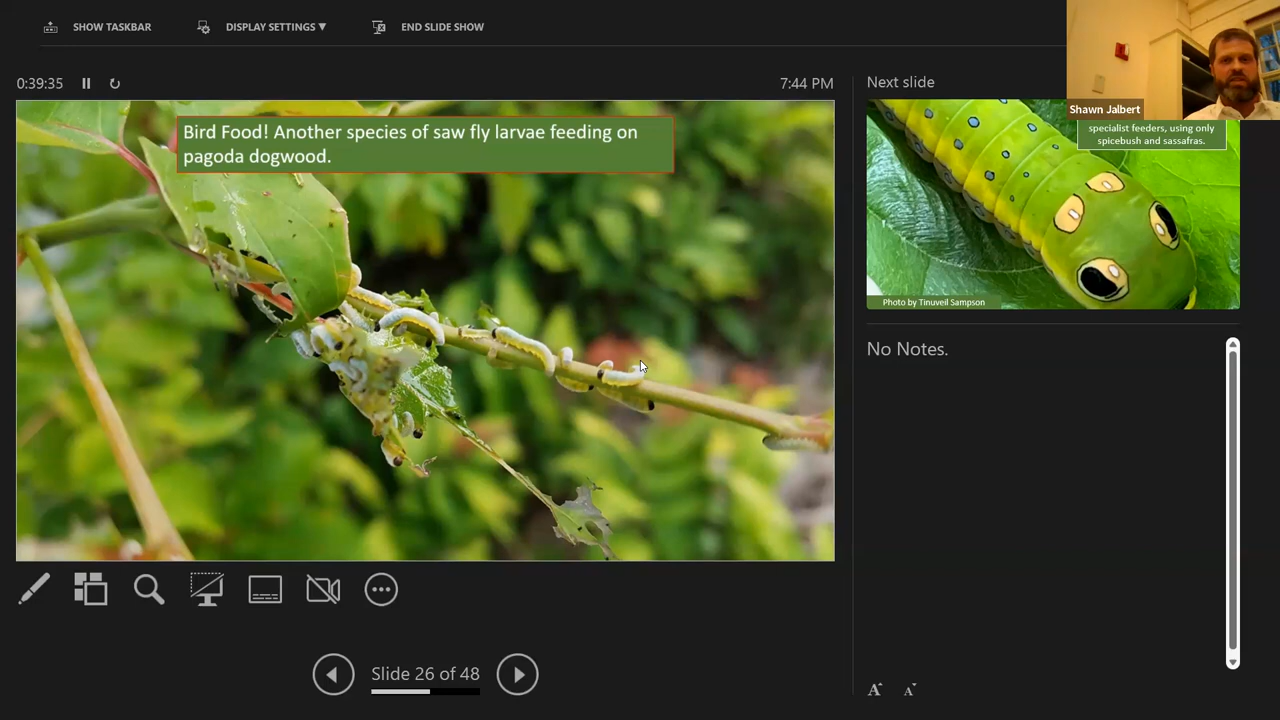 SHOW TASKBAR
DISPLAY SETTINGS ▼
END SLIDE SHOW
0:39:35
7:44 PM
Next slide
Shawn Jalbert
Bird Food! Another species of saw fly larvae feeding on
pagoda dogwood.
specialist feeders, using only
spicebush and sassafras.
Photo by Tinuveil Sampson
No Notes.
Slide 26 of 48
A A